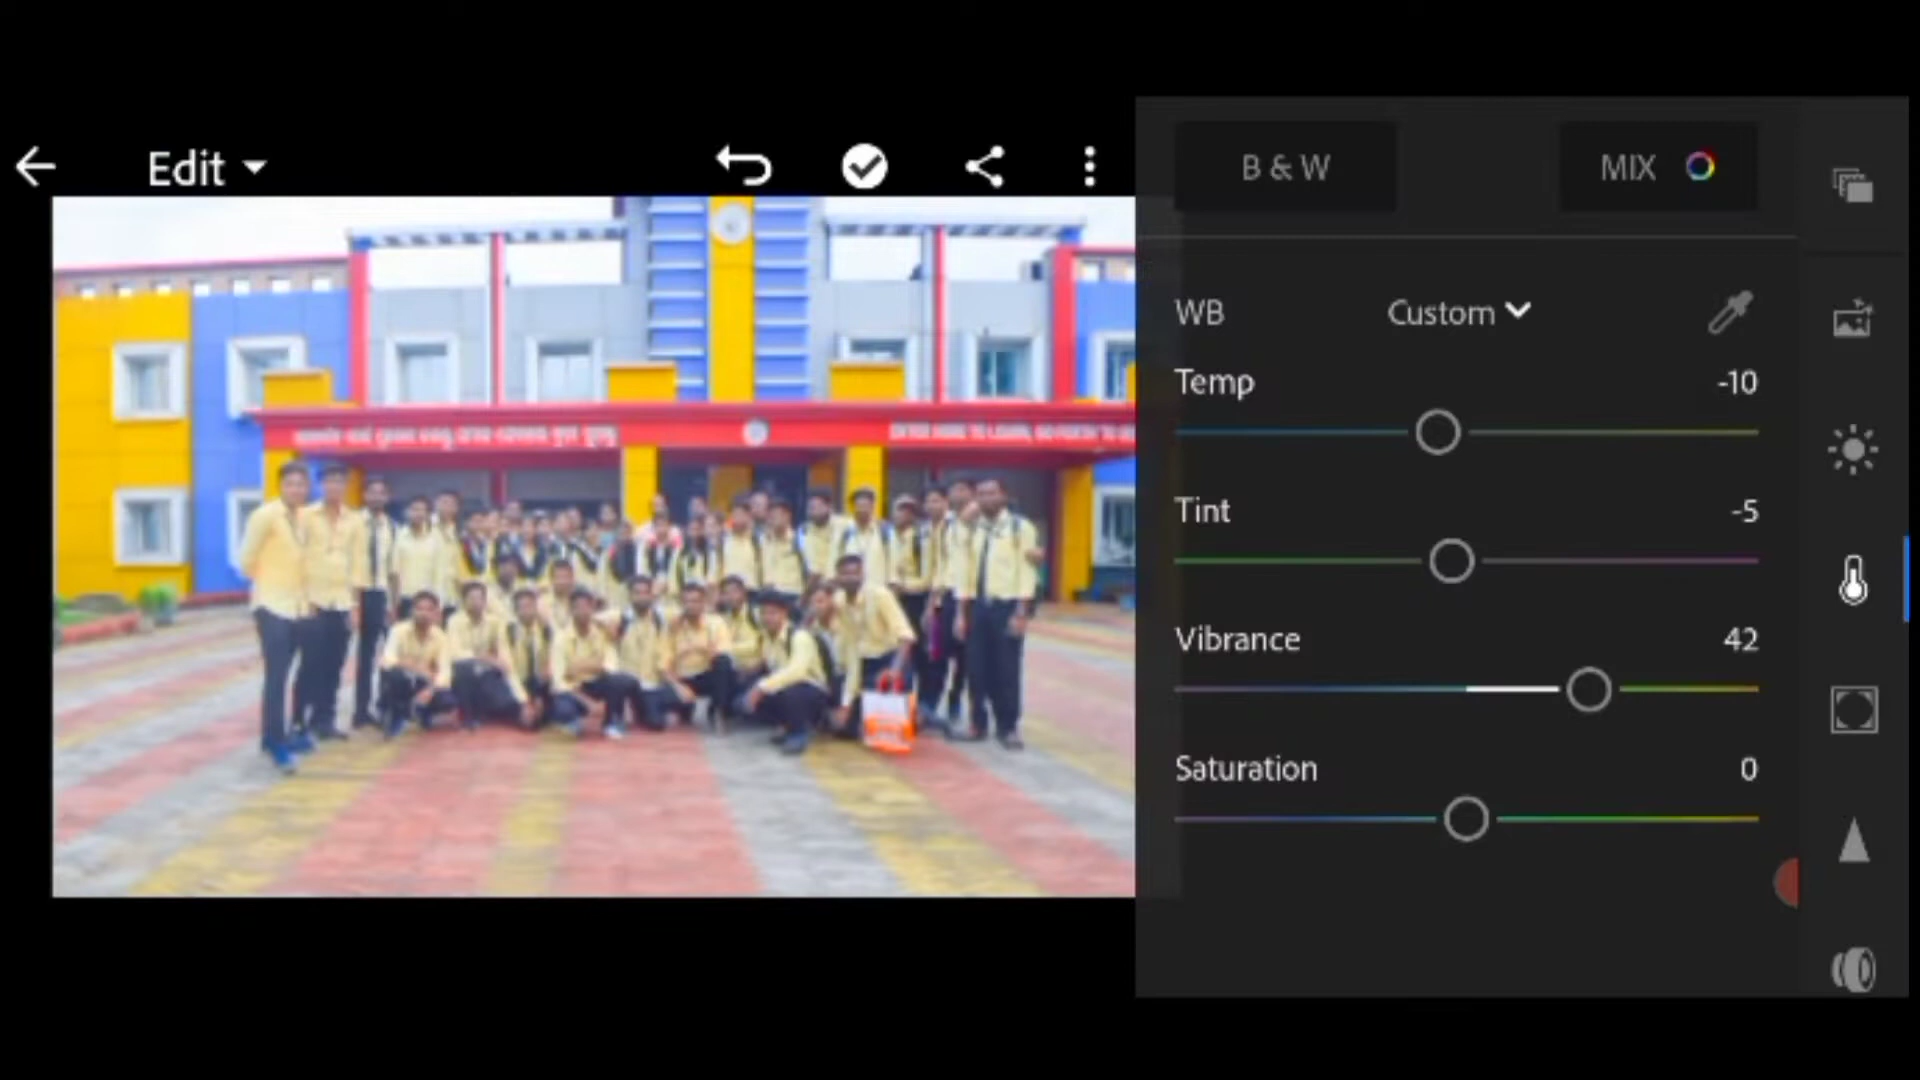 Edit
B & W
MIX
WB
Custom
Temp
-10
Tint
-5
Vibrance
42
Saturation
0